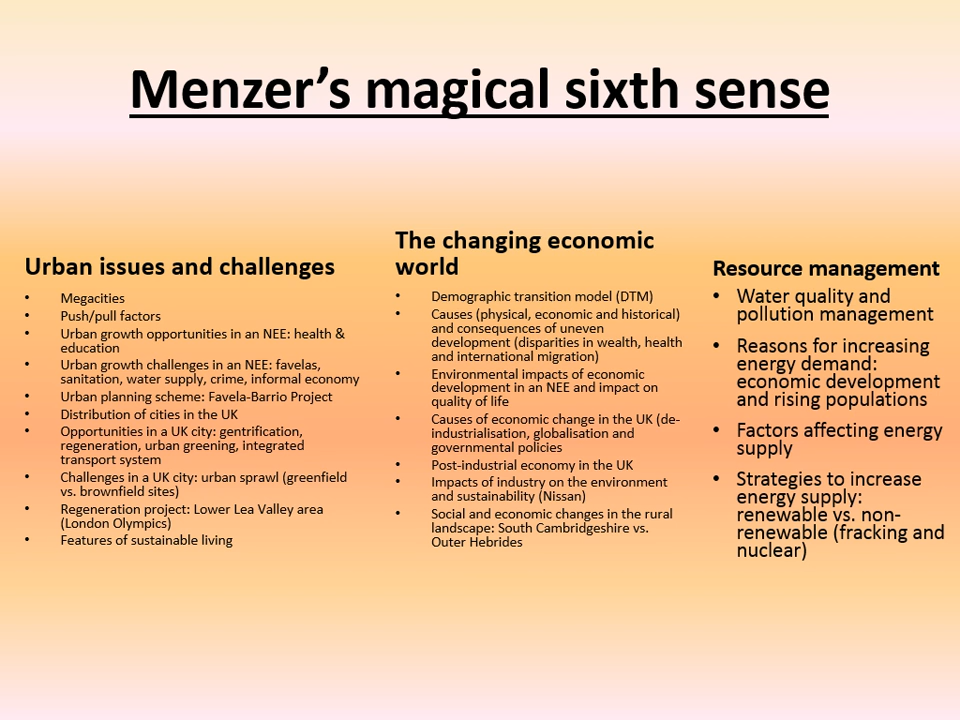 Menzer’s magical sixth sense
Urban issues and challenges
• Megacities
• Push/pull factors
• Urban growth opportunities in an NEE: health &
education
• Urban growth challenges in an NEE: favelas,
sanitation, water supply, crime, informal economy
• Urban planning scheme: Favela-Barrio Project
• Distribution of cities in the UK
• Opportunities in a UK city: gentrification,
regeneration, urban greening, integrated
transport system
• Challenges in a UK city: urban sprawl (greenfield
vs. brownfield sites)
• Regeneration project: Lower Lea Valley area
(London Olympics)
• Features of sustainable living
The changing economic
world
• Demographic transition model (DTM)
• Causes (physical, economic and historical)
and consequences of uneven
development (disparities in wealth, health
and international migration)
• Environmental impacts of economic
development in an NEE and impact on
quality of life
• Causes of economic change in the UK (de-
industrialisation, globalisation and
governmental policies
• Post-industrial economy in the UK
• Impacts of industry on the environment
and sustainability (Nissan)
• Social and economic changes in the rural
landscape: South Cambridgeshire vs.
Outer Hebrides
Resource management
• Water quality and
pollution management
• Reasons for increasing
energy demand:
economic development
and rising populations
• Factors affecting energy
supply
• Strategies to increase
energy supply:
renewable vs. non-
renewable (fracking and
nuclear)